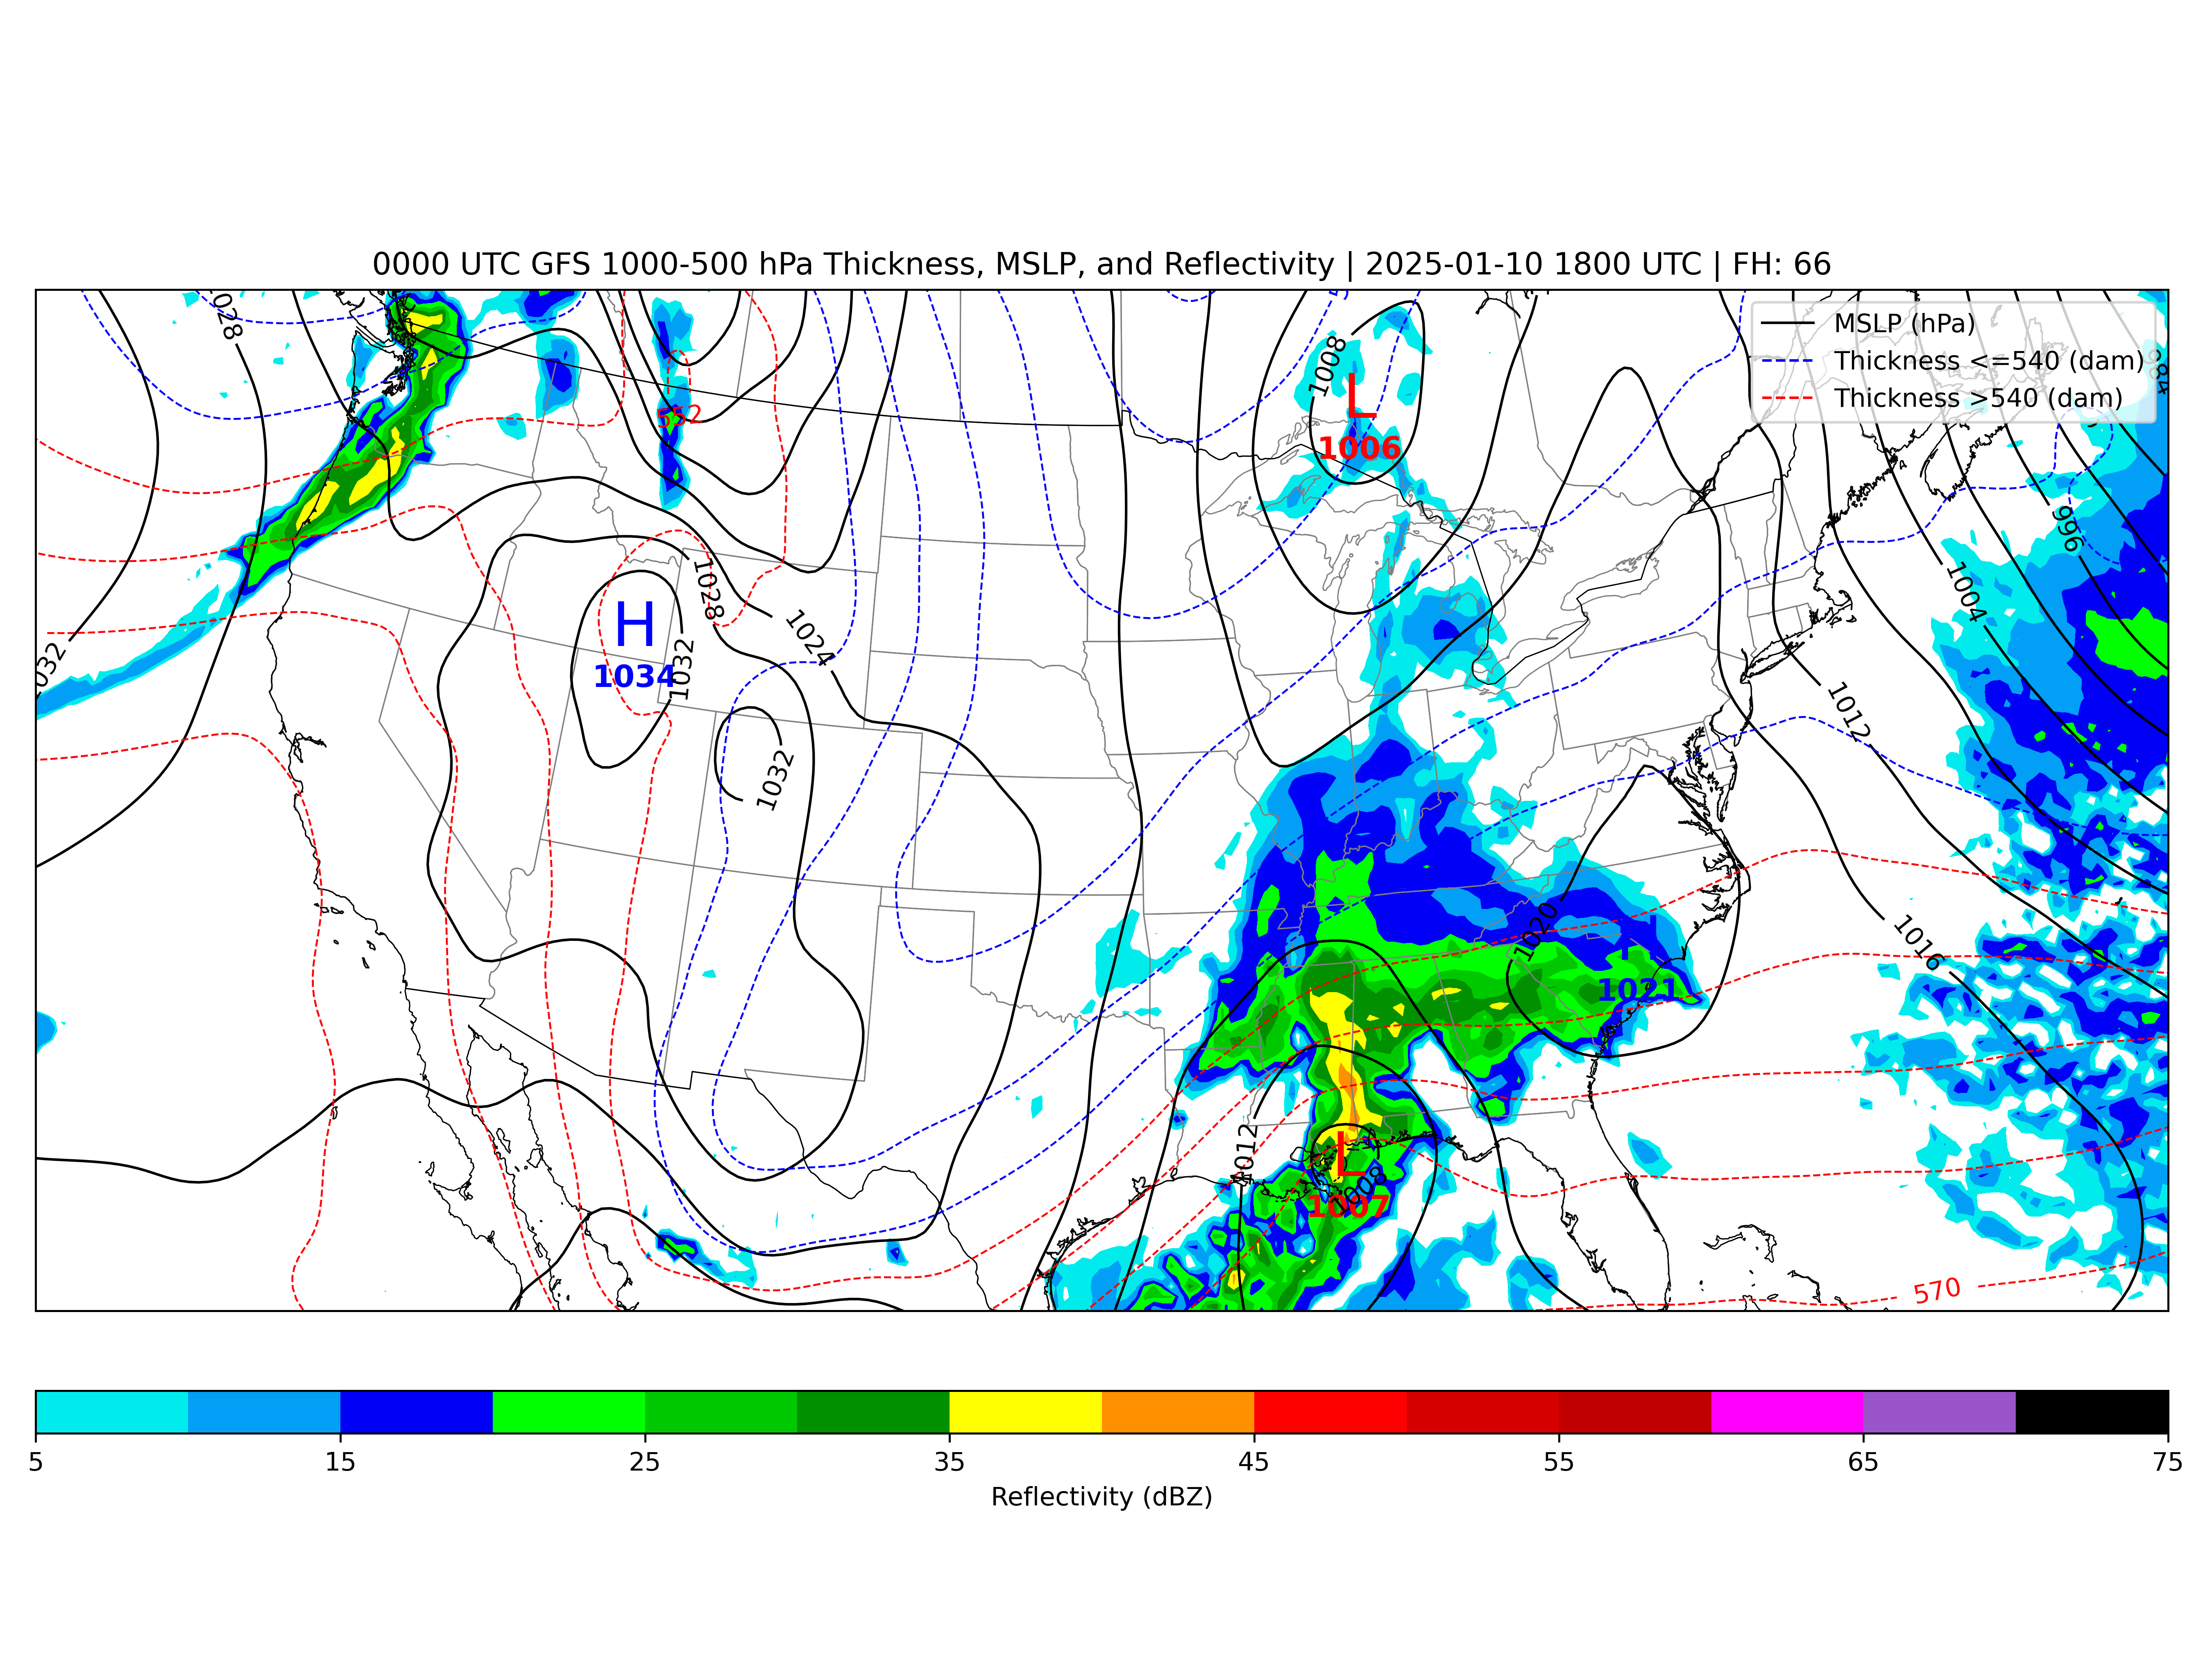 0000 UTC GFS 1000-500 hPa Thickness, MSLP, and Reflectivity | 2025-01-10 1800 UTC | FH: 66
MSLP (hPa)
Thickness <=540 (dam)
Thickness >540 (dam)
1028
1008
L
1006
552
996
1004
1028
1024
H
1034
1032
1032
1032
1012
1020
1016
H
1021
1012
L
1008
1007
570
5 15 25 35 45 55 65 75
Reflectivity (dBZ)